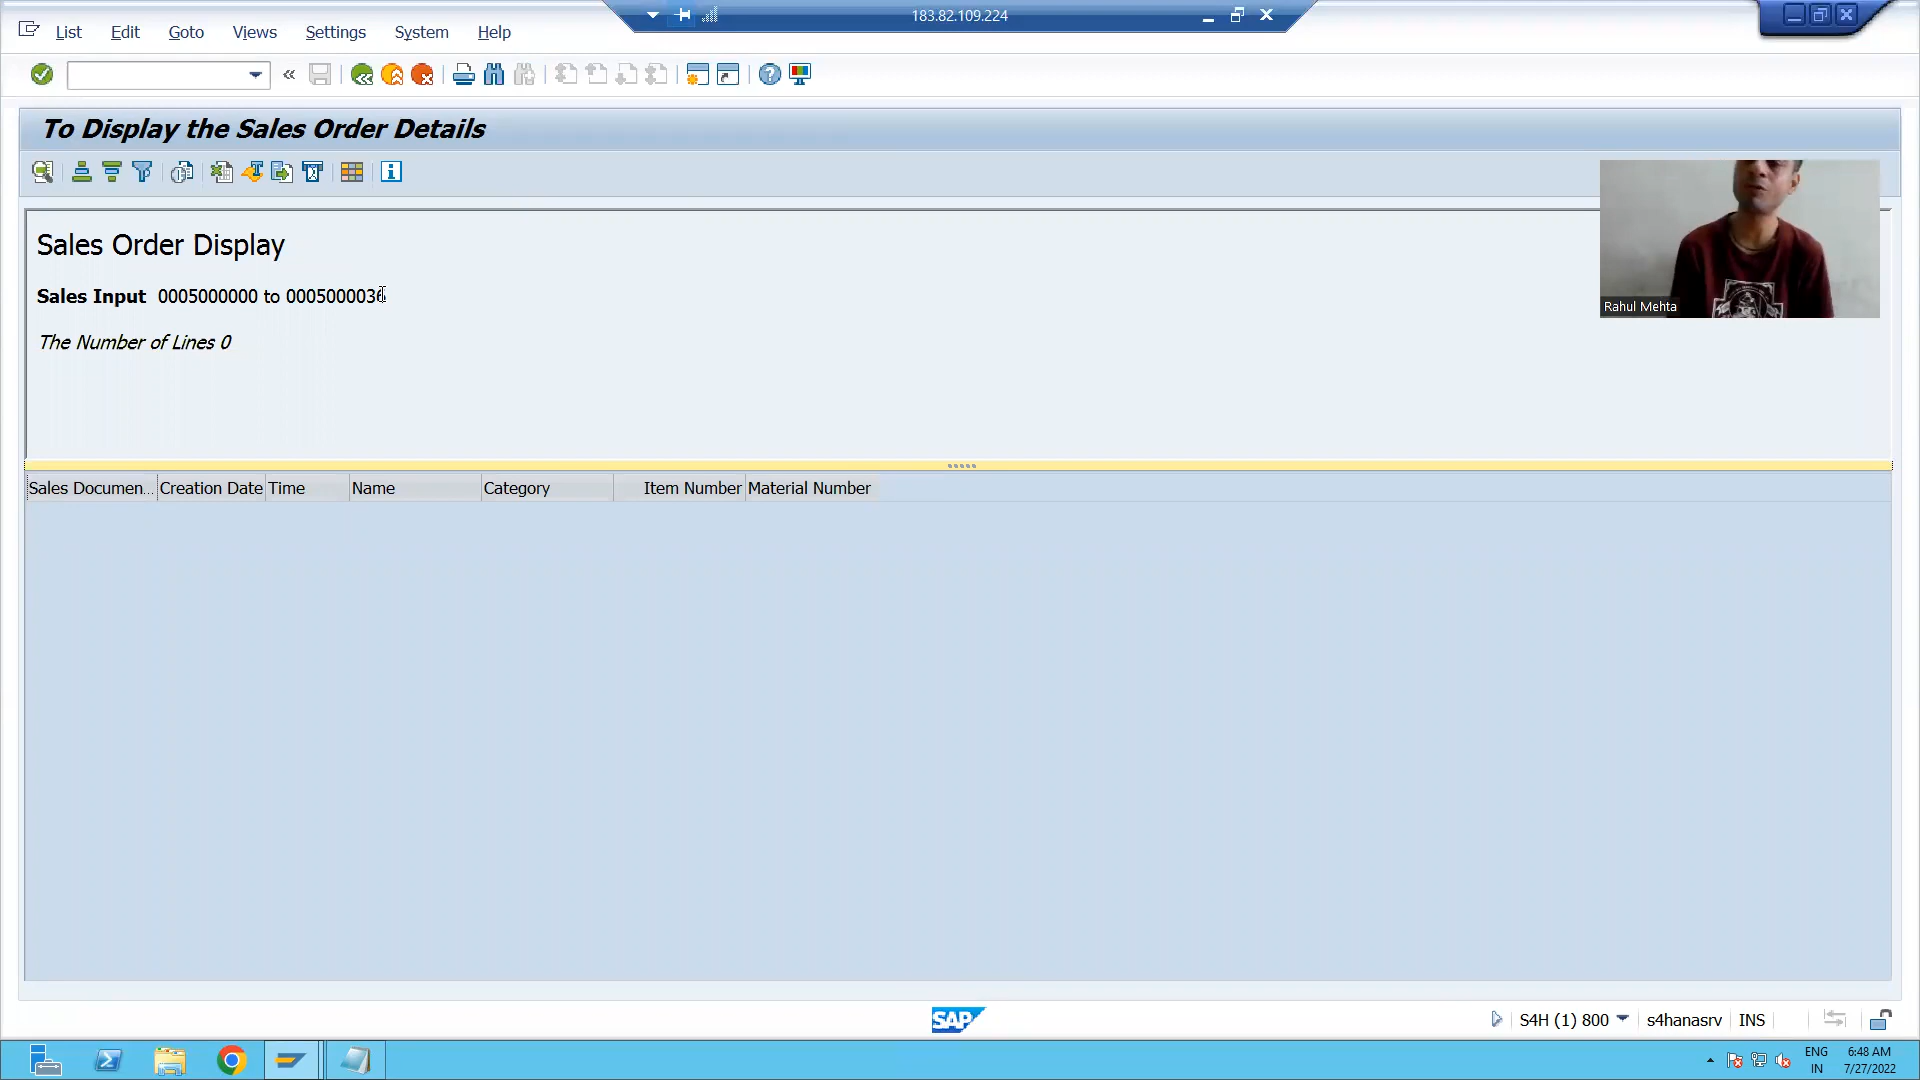 183.82.109.224
List Edit Goto Views Settings System Help
To Display the Sales Order Details
Rahul Mehta
Sales Order Display
Sales Input 0005000000 to 0005000036
The Number of Lines 0
Sales Documen... Creation Date Time Name Category Item Number Material Number
SAP
S4H (1) 800 s4hanasrv INS
ENG 6:48 AM
IN 7/27/2022